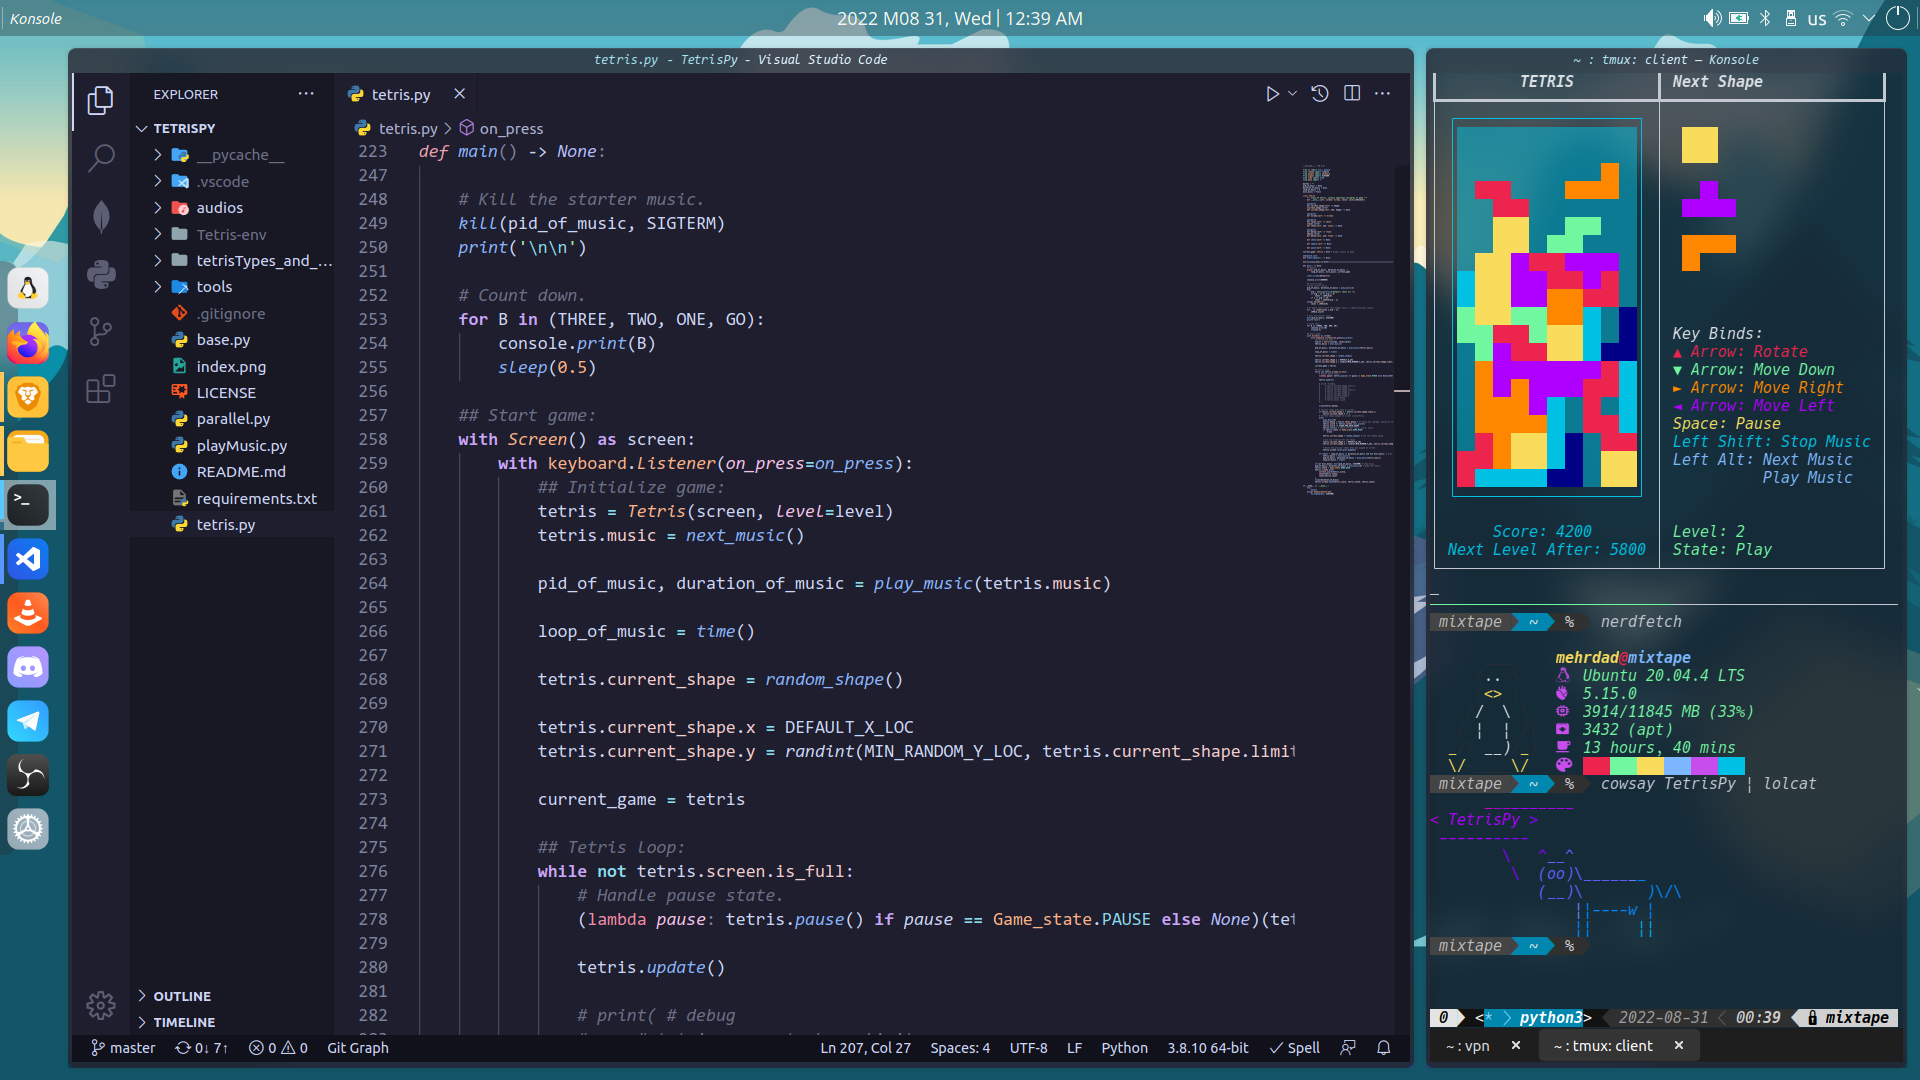 Konsole
2022 M08 31, Wed | 12:39 AM
us
tetris.py - TetrisPy - Visual Studio Code
EXPLORER
TETRISPY
__pycache__
.vscode
audios
Tetris-env
tetrisTypes_and_...
tools
.gitignore
base.py
index.png
LICENSE
parallel.py
playMusic.py
README.md
requirements.txt
tetris.py
OUTLINE
TIMELINE
tetris.py
tetris.py > on_press
223 def main() -> None:
247
248 # Kill the starter music.
249 kill(pid_of_music, SIGTERM)
250 print('\n\n')
251
252 # Count down.
253 for B in (THREE, TWO, ONE, GO):
254 console.print(B)
255 sleep(0.5)
256
257 ## Start game:
258 with Screen() as screen:
259 with keyboard.Listener(on_press=on_press):
260 ## Initialize game:
261 tetris = Tetris(screen, level=level)
262 tetris.music = next_music()
263
264 pid_of_music, duration_of_music = play_music(tetris.music)
265
266 loop_of_music = time()
267
268 tetris.current_shape = random_shape()
269
270 tetris.current_shape.x = DEFAULT_X_LOC
271 tetris.current_shape.y = randint(MIN_RANDOM_Y_LOC, tetris.current_shape.limit
272
273 current_game = tetris
274
275 ## Tetris loop:
276 while not tetris.screen.is_full:
277 # Handle pause state.
278 (lambda pause: tetris.pause() if pause == Game_state.PAUSE else None)(tet
279
280 tetris.update()
281
282 # print( # debug
master 0↓ 7↑ 0 0 Git Graph
Ln 207, Col 27 Spaces: 4 UTF-8 LF Python 3.8.10 64-bit Spell
~ : tmux: client — Konsole
TETRIS Next Shape
Key Binds:
▲ Arrow: Rotate
▼ Arrow: Move Down
► Arrow: Move Right
◄ Arrow: Move Left
Space: Pause
Left Shift: Stop Music
Left Alt: Next Music
Play Music
Score: 4200 Level: 2
Next Level After: 5800 State: Play
mixtape ~ % nerdfetch
mehrdad@mixtape
Ubuntu 20.04.4 LTS
5.15.0
3914/11845 MB (33%)
3432 (apt)
13 hours, 40 mins
mixtape ~ % cowsay TetrisPy | lolcat
< TetrisPy >
mixtape ~ %
0 <* python3> 2022-08-31 00:39 mixtape
~ : vpn
~ : tmux: client